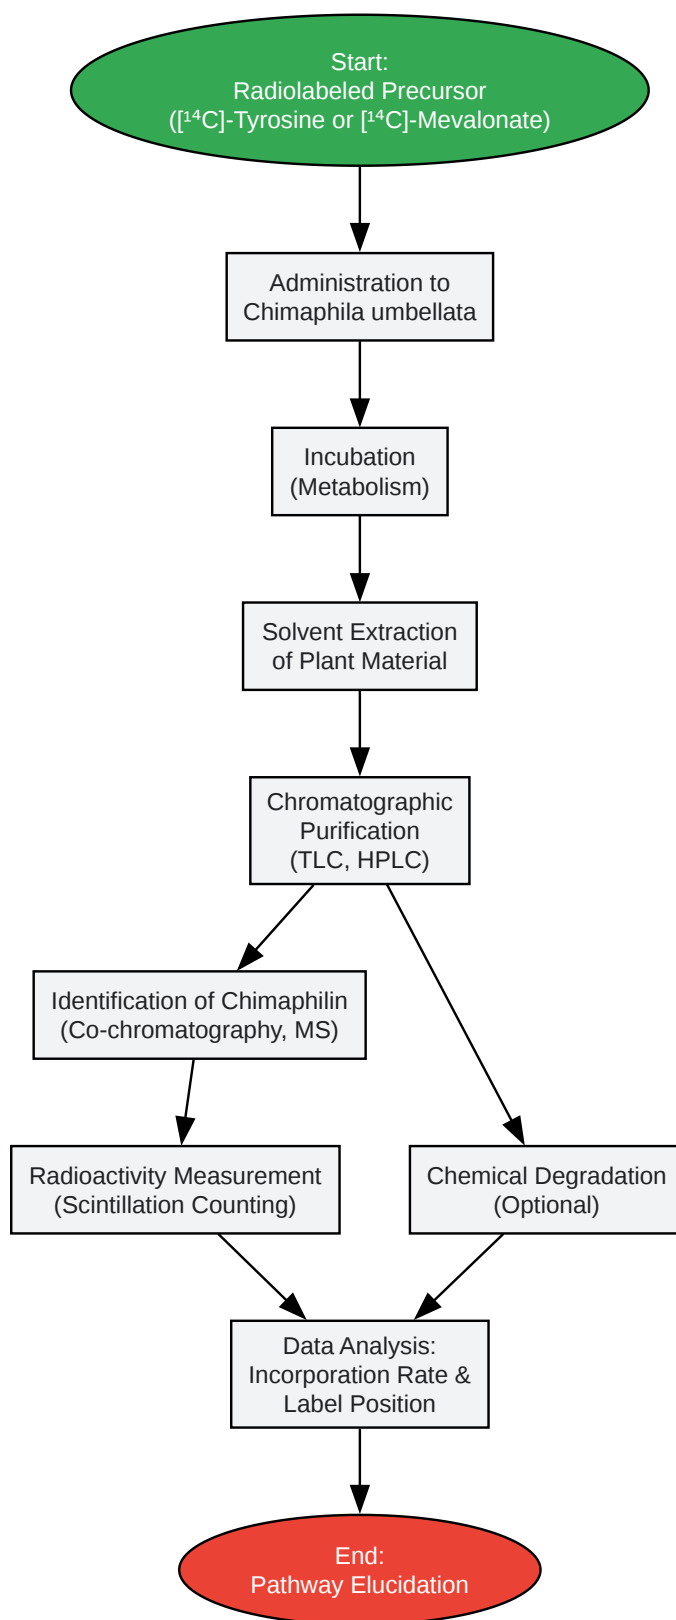 Start:
Radiolabeled Precursor
([¹⁴C]-Tyrosine or [¹⁴C]-Mevalonate)
Administration to
Chimaphila umbellata
Incubation
(Metabolism)
Solvent Extraction
of Plant Material
Chromatographic
Purification
(TLC, HPLC)
Identification of Chimaphilin
(Co-chromatography, MS)
Radioactivity Measurement
(Scintillation Counting)
Chemical Degradation
(Optional)
Data Analysis:
Incorporation Rate &
Label Position
End:
Pathway Elucidation